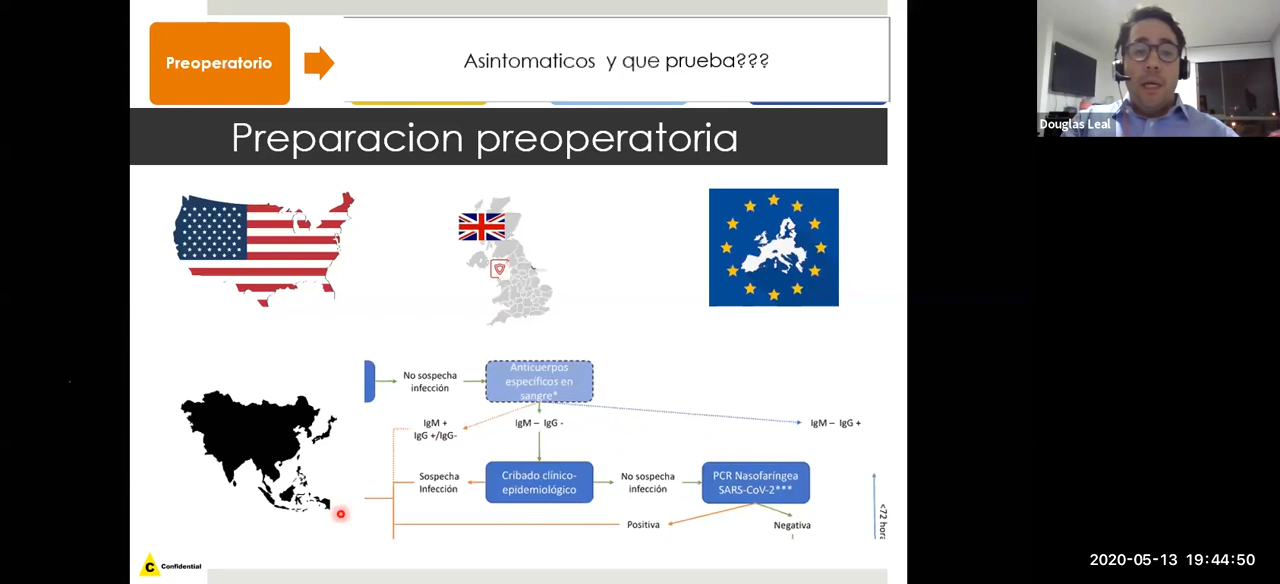 Preoperatorio
Asintomaticos y que prueba???
Douglas Leal
Preparacion preoperatoria
No sospecha
infección
Anticuerpos
específicos en
sangre*
IgM +
IgG +/IgG-
IgM – IgG -
IgM – IgG +
Sospecha
Infección
Cribado clínico-
epidemiológico
No sospecha
infección
PCR Nasofaríngea
SARS-CoV-2***
Positiva
Negativa
C Confidential
2020-05-13 19:44:50